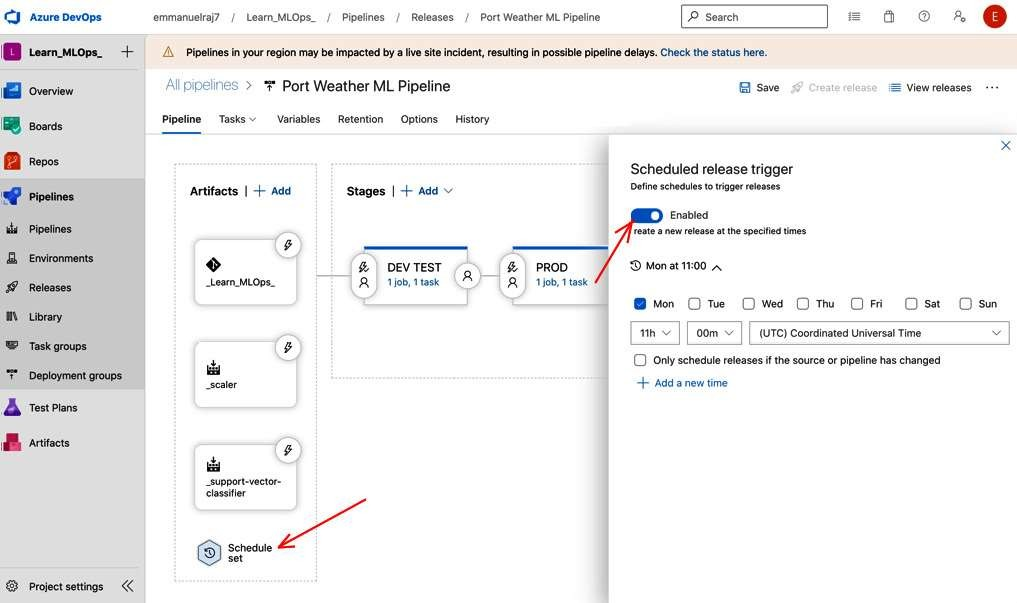 Azure DevOps
emmanuelraj7 / Learn_MLOps_ / Pipelines / Releases / Port Weather ML Pipeline
Search
E
L Learn_MLOps_
Pipelines in your region may be impacted by a live site incident, resulting in possible pipeline delays. Check the status here.
Overview
Boards
Repos
Pipelines
Pipelines
Environments
Releases
Library
Task groups
Deployment groups
Test Plans
Artifacts
Project settings
All pipelines > Port Weather ML Pipeline
Save
Create release
View releases
Pipeline Tasks Variables Retention Options History
Artifacts | + Add
_Learn_MLOps_
_scaler
_support-vector-
classifier
Schedule
set
Stages | + Add
DEV TEST
1 job, 1 task
PROD
1 job, 1 task
Scheduled release trigger
Define schedules to trigger releases
Enabled
reate a new release at the specified times
Mon at 11:00
Mon Tue Wed Thu Fri Sat Sun
11h 00m (UTC) Coordinated Universal Time
Only schedule releases if the source or pipeline has changed
+ Add a new time